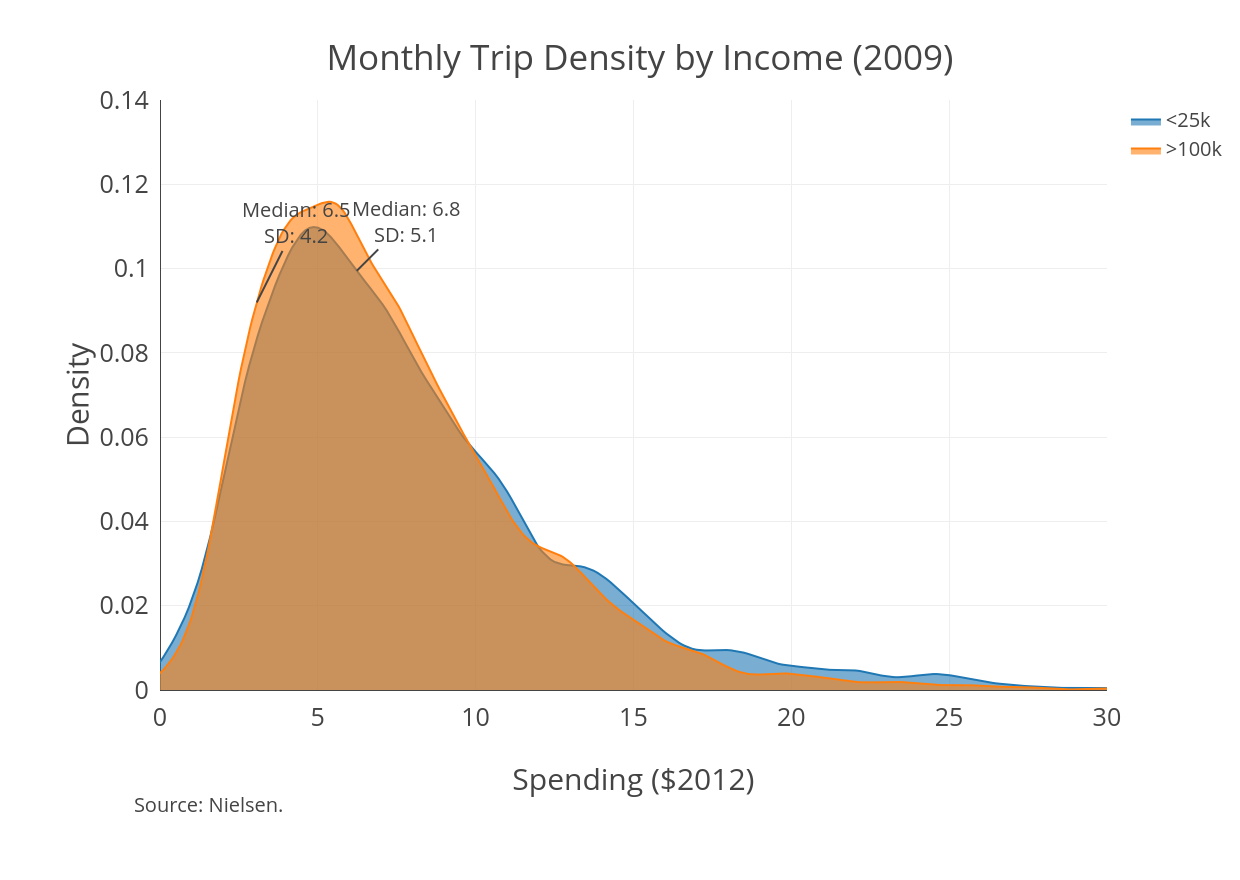 Monthly Trip Density by Income (2009)
<25k
>100k
0.14
0.12
0.1
0.08
0.06
0.04
0.02
0
Density
Median: 6.5
SD: 4.2
Median: 6.8
SD: 5.1
0 5 10 15 20 25 30
Spending ($2012)
Source: Nielsen.